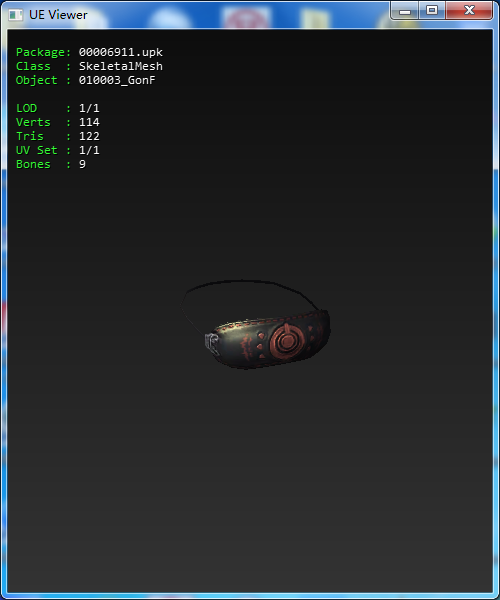 UE Viewer
Package: 00006911.upk
Class : SkeletalMesh
Object : 010003_GonF
LOD : 1/1
Verts : 114
Tris : 122
UV Set : 1/1
Bones : 9